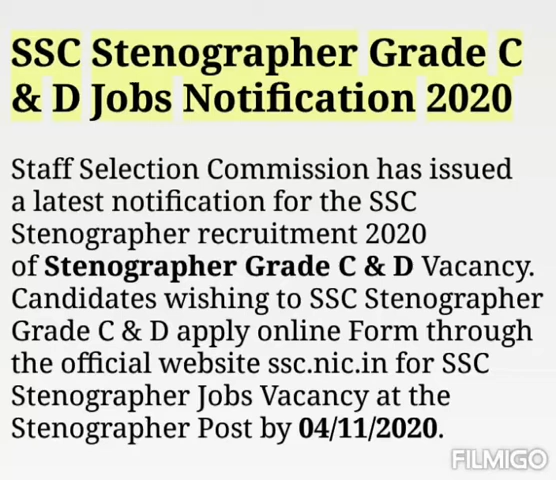 SSC Stenographer Grade C
& D Jobs Notification 2020
Staff Selection Commission has issued
a latest notification for the SSC
Stenographer recruitment 2020
of Stenographer Grade C & D Vacancy.
Candidates wishing to SSC Stenographer
Grade C & D apply online Form through
the official website ssc.nic.in for SSC
Stenographer Jobs Vacancy at the
Stenographer Post by 04/11/2020.
FILMIGO